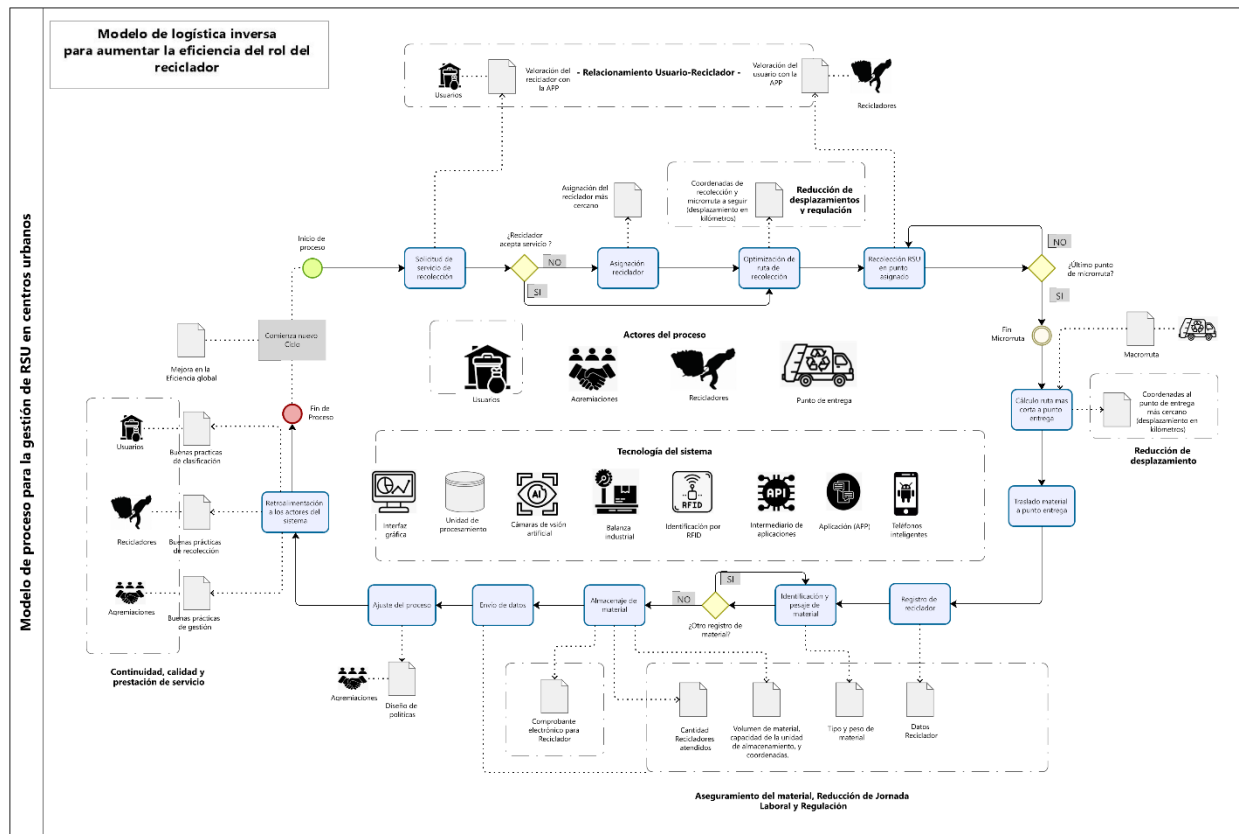 Modelo de proceso para la gestión de RSU en centros urbanos
Modelo de logística inversa
para aumentar la eficiencia del rol del
reciclador
Usuarios
Valoración del
reciclador con
la APP
- Relacionamiento Usuario-Reciclador -
Valoración del
usuario con la
APP
Recicladores
Asignación del
reciclador más
cercano
Coordenadas de
recolección y
microrruta a seguir
(desplazamiento en
kilómetros)
Reducción de
desplazamientos
y regulación
Inicio de
proceso
Solicitud de
servicio de
recolección
¿Reciclador
acepta servicio ?
NO
SI
Asignación
reciclador
Optimización de
ruta de
recolección
Recolección RSU
en punto
asignado
NO
¿Último punto
de microrruta?
SI
Fin
Microrruta
Macrorruta
Comienza nuevo
Ciclo
Mejora en la
Eficiencia global
Actores del proceso
Usuarios
Agremiaciones
Recicladores
Punto de entrega
Cálculo ruta mas
corta a punto
entrega
Coordenadas al
punto de entrega
más cercano
(desplazamiento en
kilómetros)
Reducción de
desplazamiento
Fin de
Proceso
Usuarios
Buenas practicas
de clasificación
Recicladores
Buenas prácticas
de recolección
Agremiaciones
Buenas prácticas
de gestión
Continuidad, calidad y
prestación de servicio
Retroalimentación
a los actores del
sistema
Tecnología del sistema
Interfaz
gráfica
Unidad de
procesamiento
AI
Cámaras de visión
artificial
Balanza
industrial
RFID
Identificación por
RFID
API
Intermediario de
aplicaciones
Aplicación (APP)
Teléfonos
inteligentes
Traslado material
a punto entrega
Ajuste del proceso
Envío de datos
Almacenaje de
material
NO
SI
¿Otro registro de
material?
Identificación y
pesaje de
material
Registro de
reciclador
Agremiaciones
Diseño de
políticas
Comprobante
electrónico para
Reciclador
Cantidad
Recicladores
atendidos
Volumen de material,
capacidad de la unidad
de almacenamiento, y
coordenadas.
Tipo y peso de
material
Datos
Reciclador
Aseguramiento del material, Reducción de Jornada
Laboral y Regulación